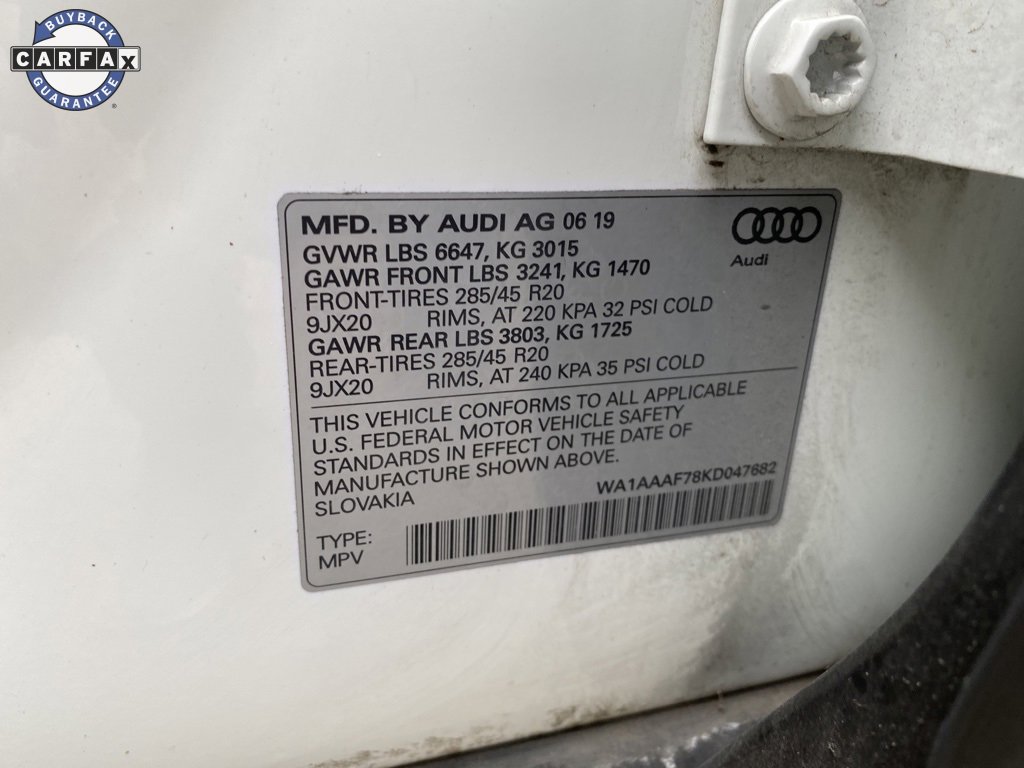 BUYBACK
CARFAX
GUARANTEE
®
MFD. BY AUDI AG 06 19
Audi
GVWR LBS 6647, KG 3015
GAWR FRONT LBS 3241, KG 1470
FRONT-TIRES 285/45 R20
9JX20 RIMS, AT 220 KPA 32 PSI COLD
GAWR REAR LBS 3803, KG 1725
REAR-TIRES 285/45 R20
9JX20 RIMS, AT 240 KPA 35 PSI COLD
THIS VEHICLE CONFORMS TO ALL APPLICABLE
U.S. FEDERAL MOTOR VEHICLE SAFETY
STANDARDS IN EFFECT ON THE DATE OF
MANUFACTURE SHOWN ABOVE.
SLOVAKIA
WA1AAAF78KD047682
TYPE:
MPV